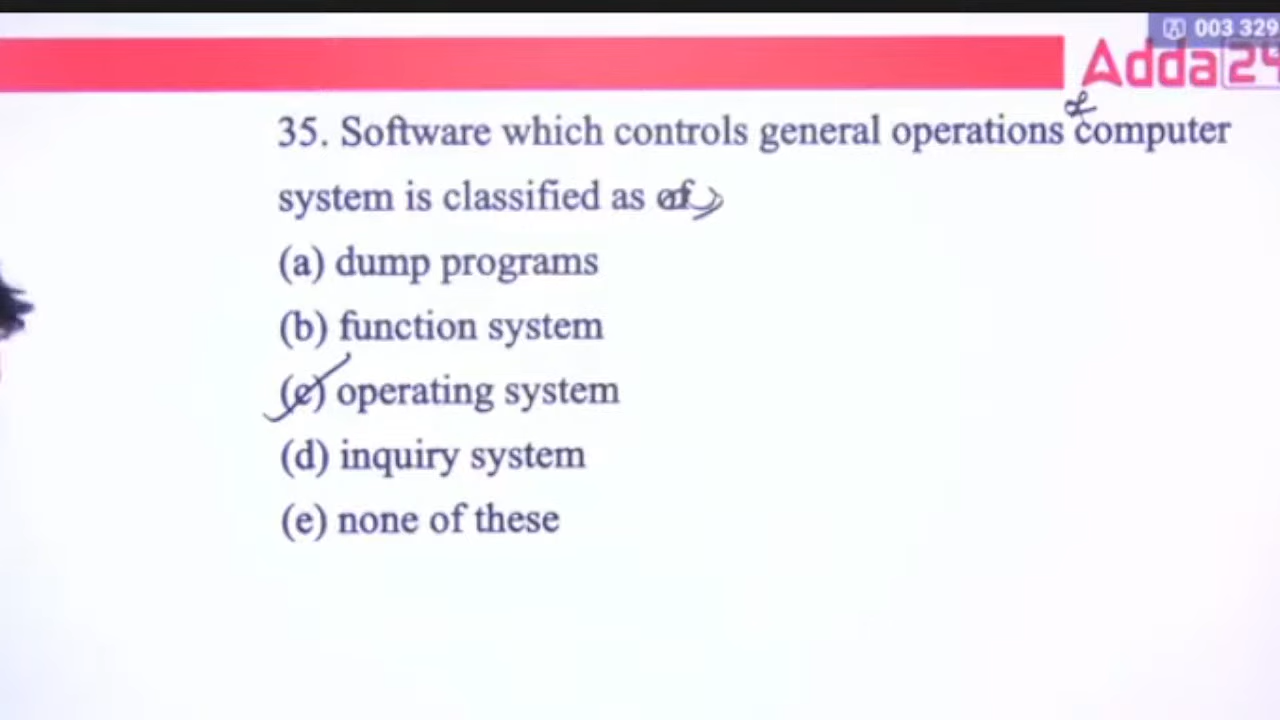 003 329
Adda24
of
35. Software which controls general operations computer
system is classified as of
(a) dump programs
(b) function system
(c) operating system
(d) inquiry system
(e) none of these